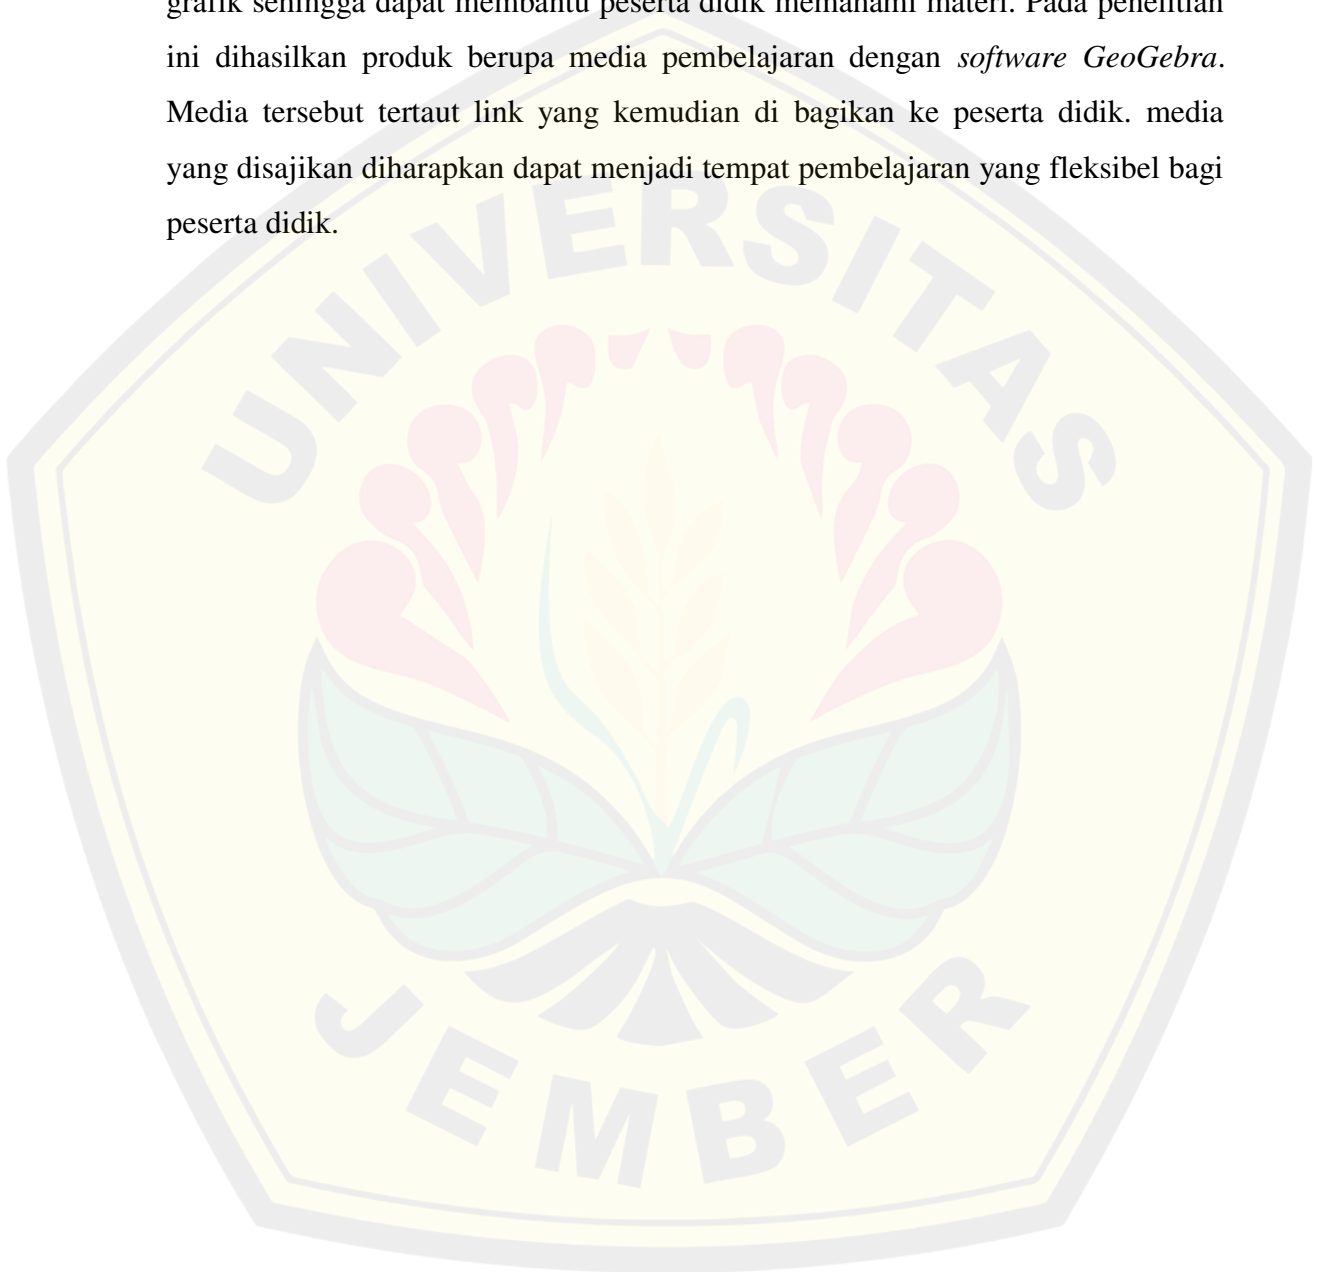 grafik sehingga dapat membantu peserta didik memahami materi. Pada penelitian
ini dihasilkan produk berupa media pembelajaran dengan software GeoGebra.
Media tersebut tertaut link yang kemudian di bagikan ke peserta didik. media
yang disajikan diharapkan dapat menjadi tempat pembelajaran yang fleksibel bagi
peserta didik.
UNIVERSITAS
JEMBER